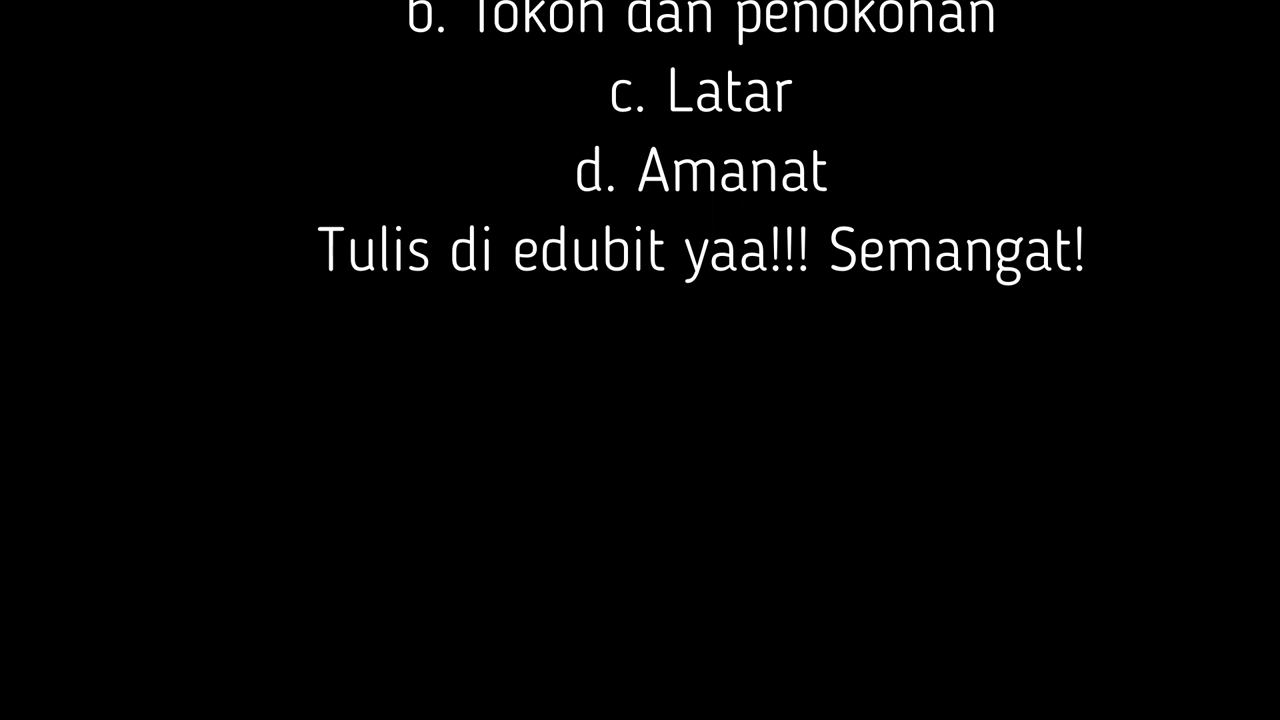 b. Tokoh dan penokohan
c. Latar
d. Amanat
Tulis di edubit yaa!!! Semangat!